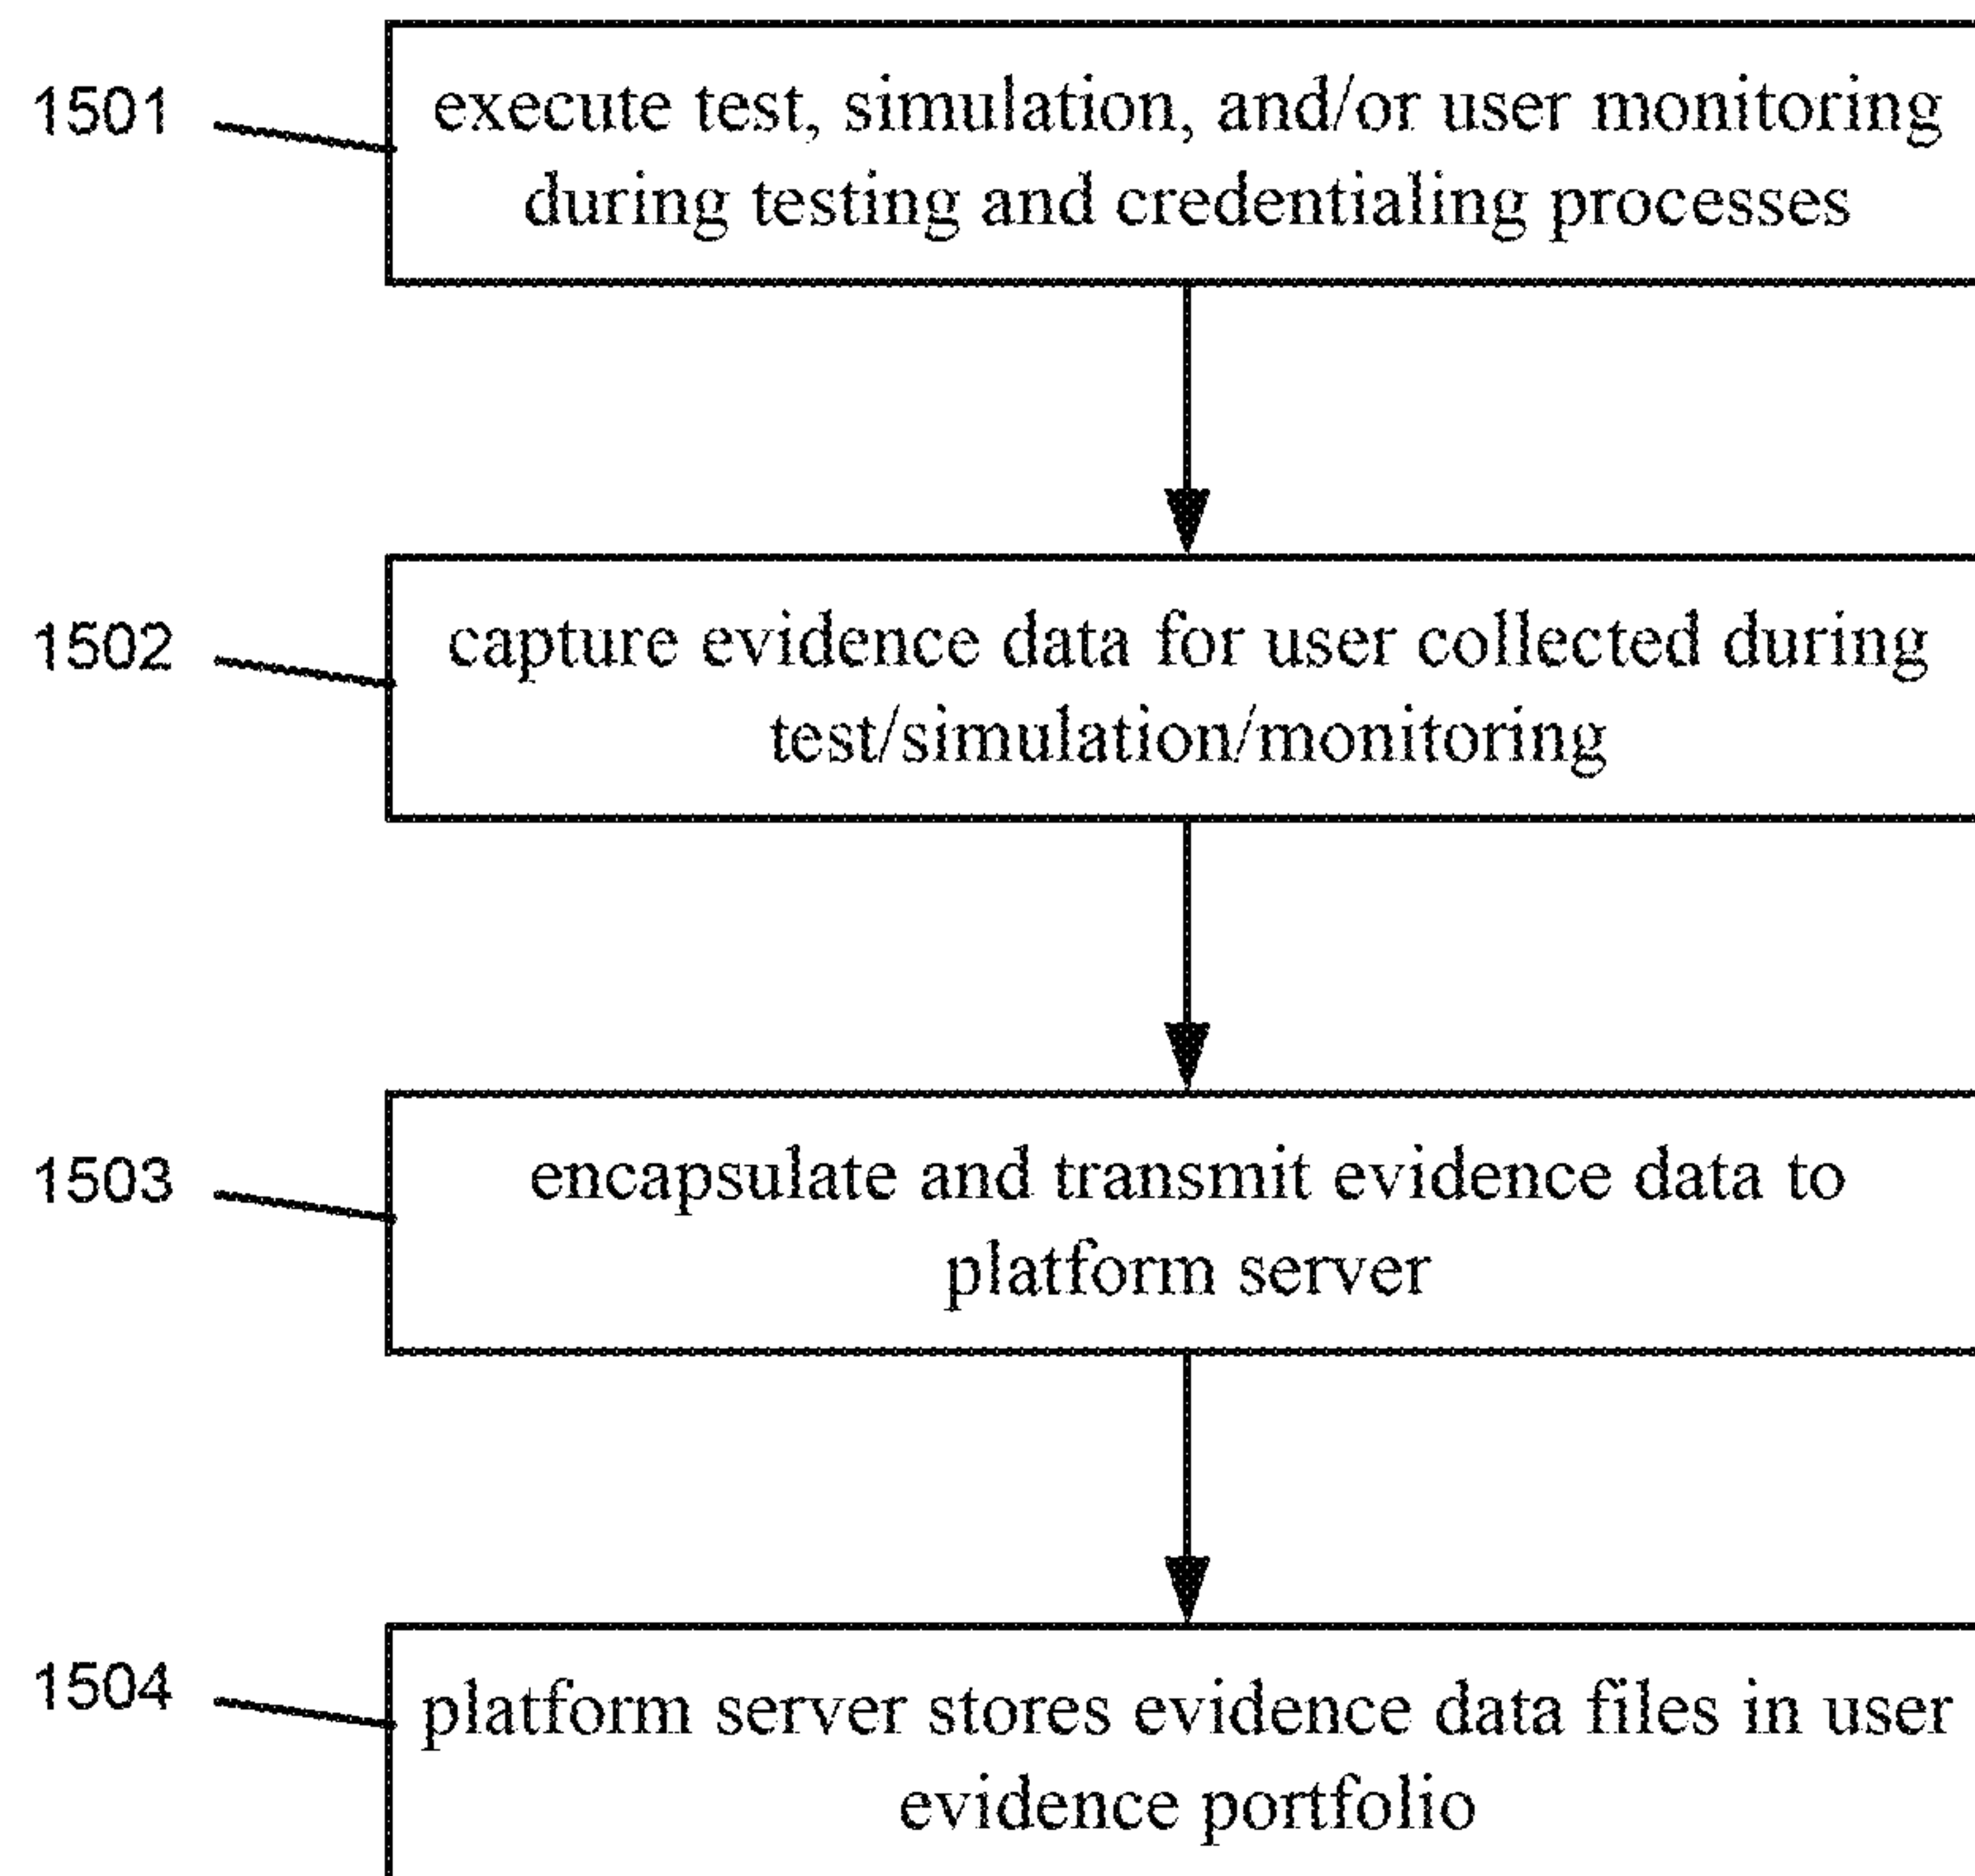 1501
execute test, simulation, and/or user monitoring
during testing and credentialing processes
1502
capture evidence data for user collected during
test/simulation/monitoring
1503
encapsulate and transmit evidence data to
platform server
1504
platform server stores evidence data files in user
evidence portfolio